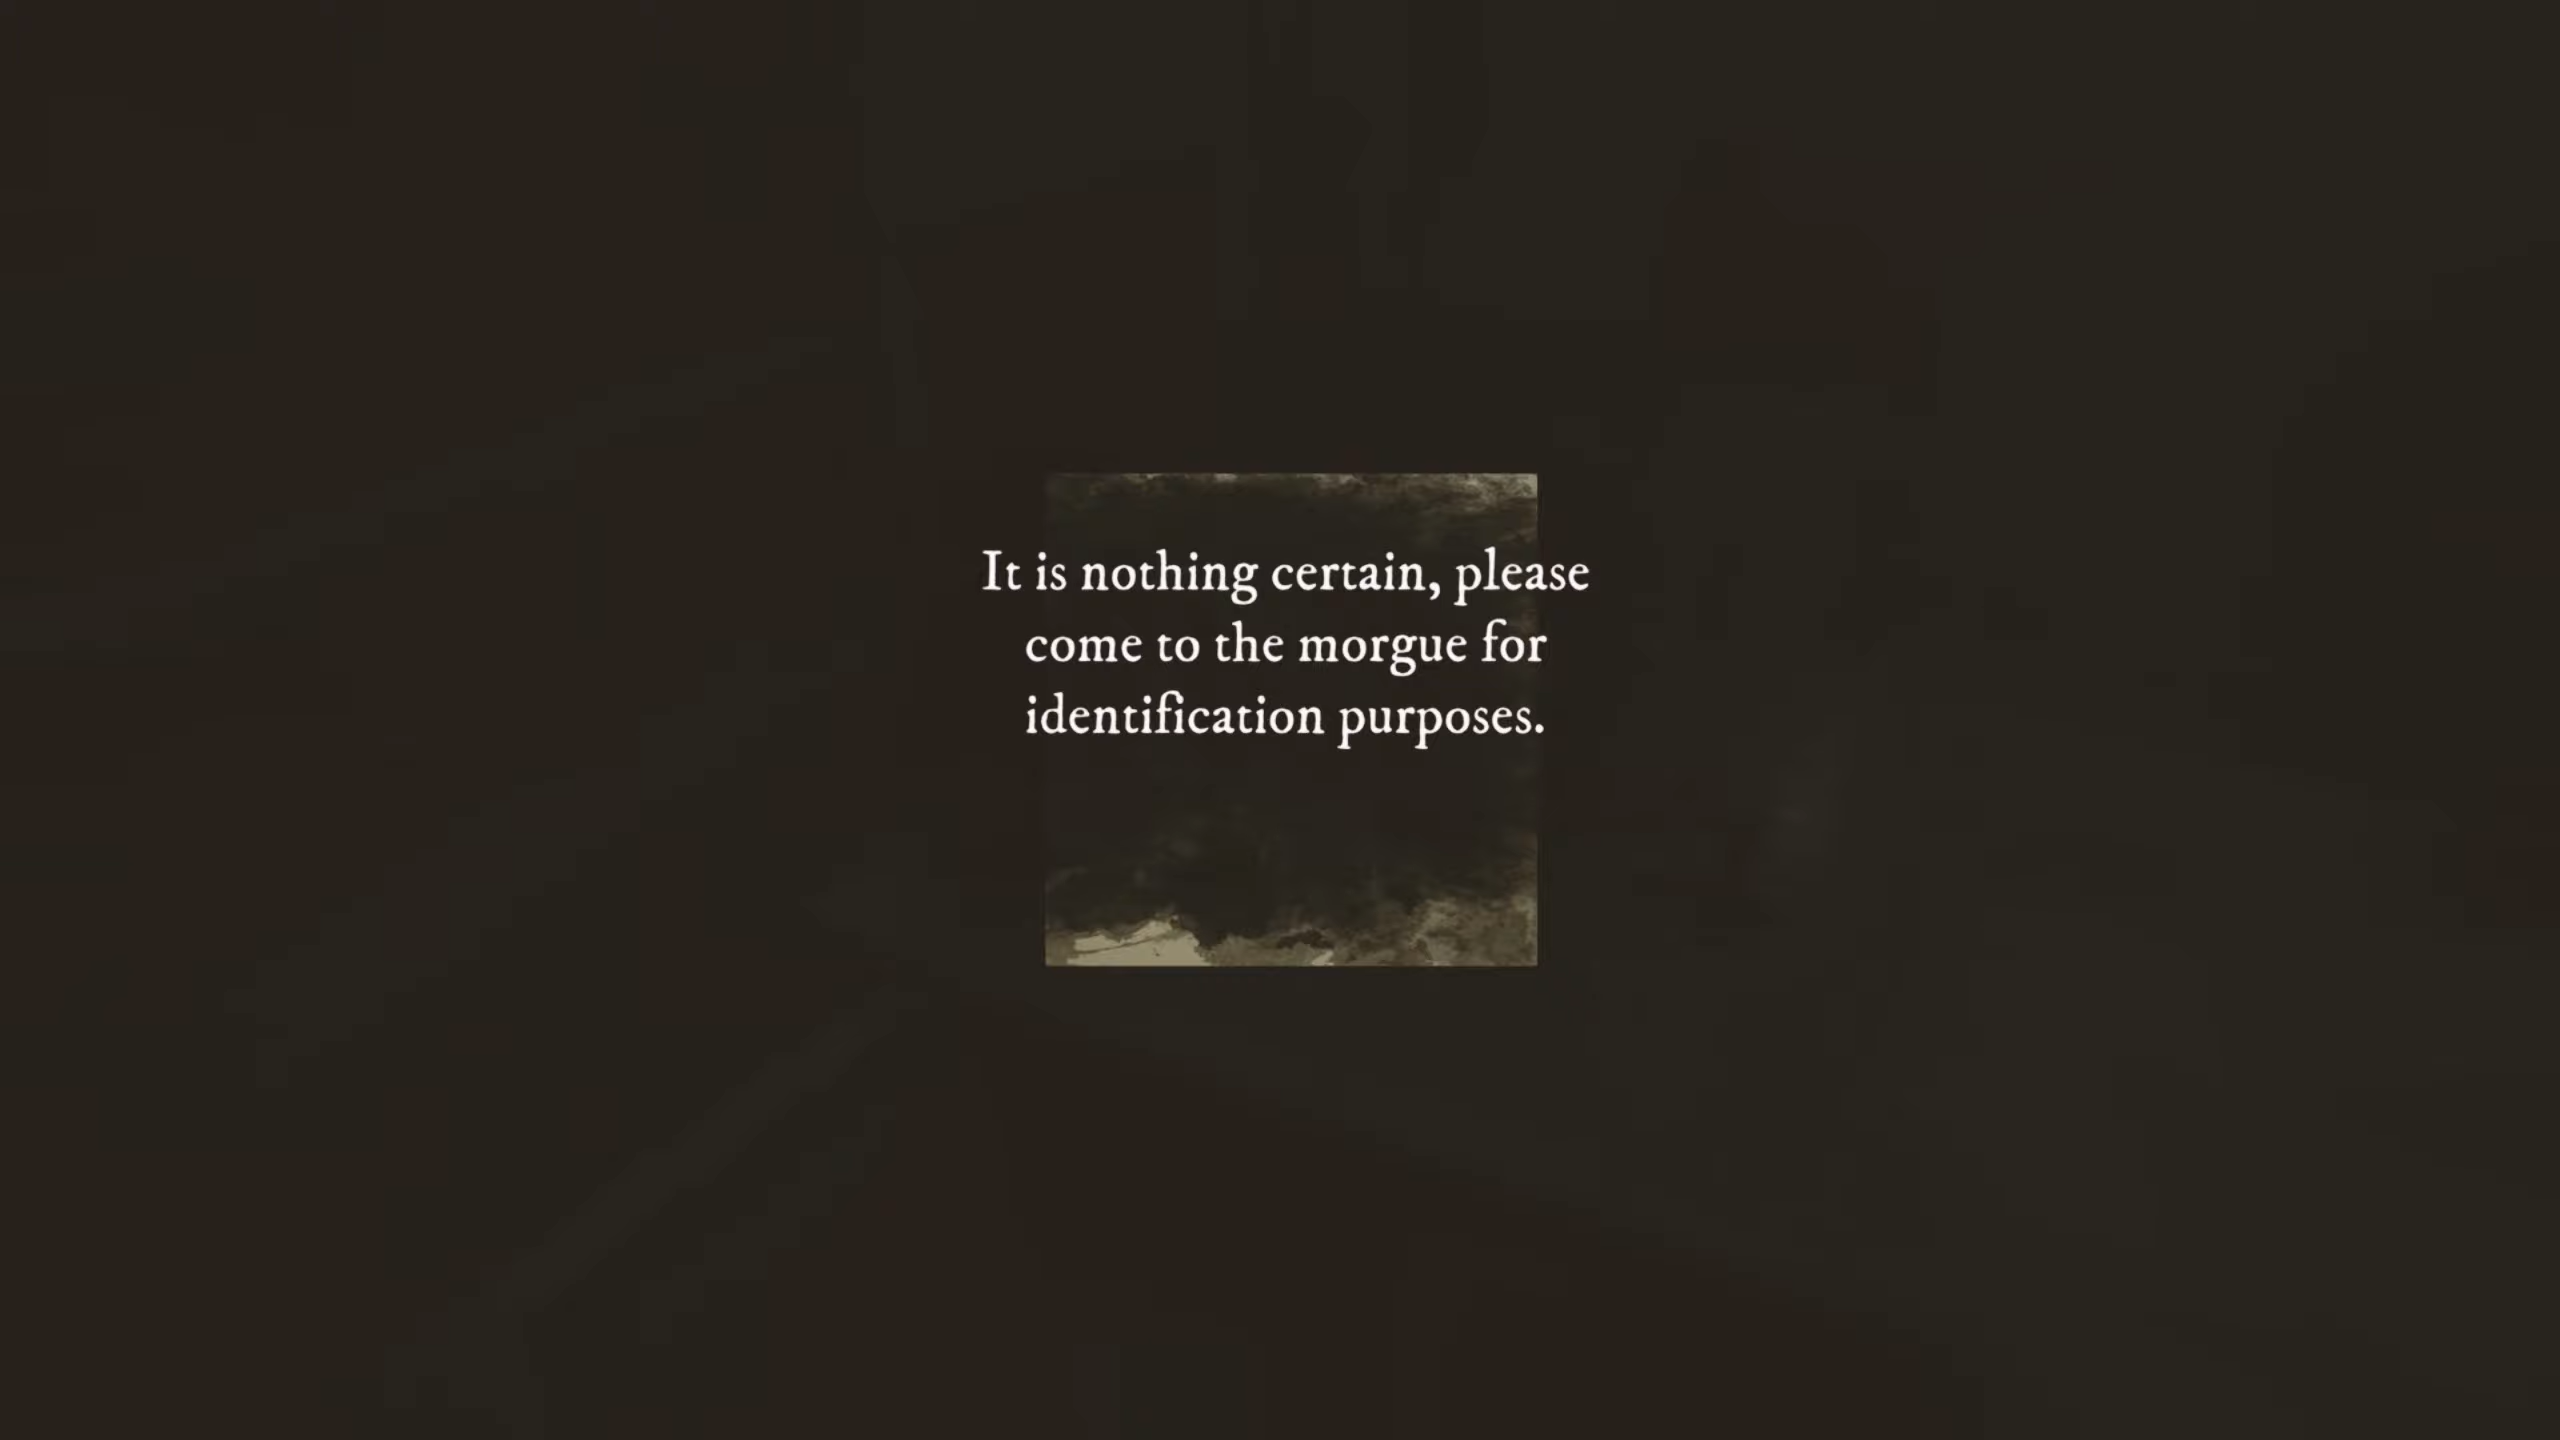 It is nothing certain, please
come to the morgue for
identification purposes.